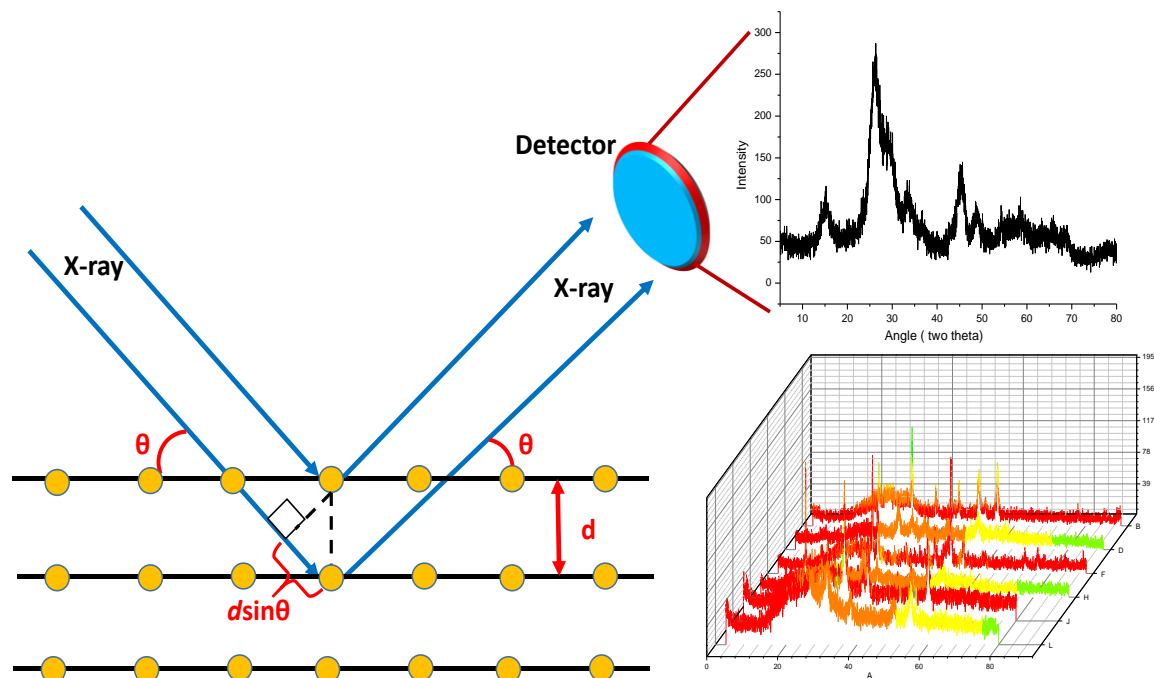 Detector
X-ray
X-ray
θ
θ
d
dsinθ
300
250
200
150
100
50
0
Intensity
10 20 30 40 50 60 70 80
Angle ( two theta)
195
156
117
78
39
B
D
F
H
J
L
0 20 40 60 80
A